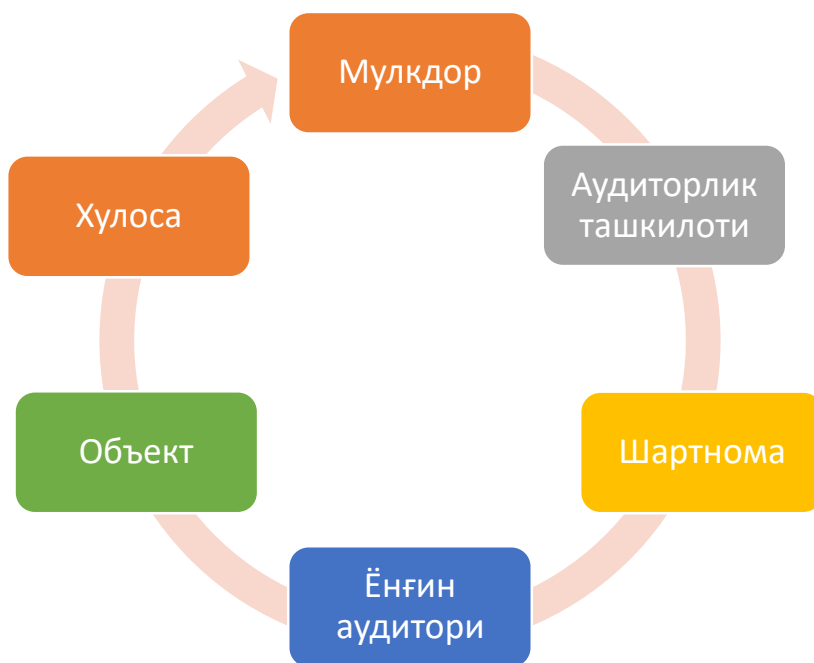 Мулкдор
Аудиторлик
ташкилоти
Шартнома
Ёнғин
аудитори
Объект
Хулоса